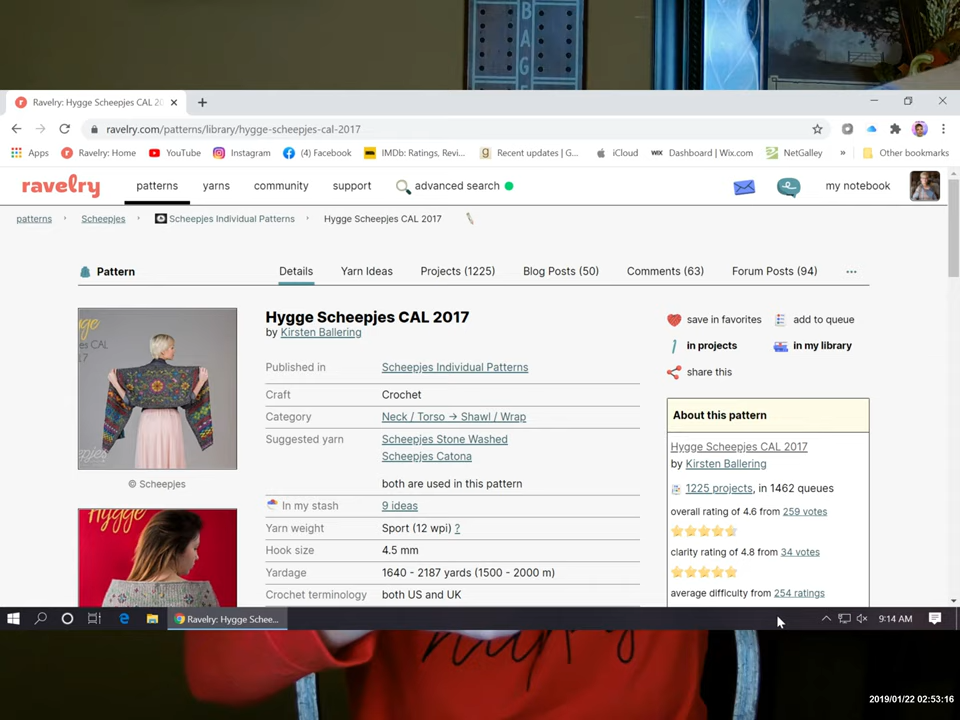 BAG
Ravelry: Hygge Scheepjes CAL 20
ravelry.com/patterns/library/hygge-scheepjes-cal-2017
Apps Ravelry: Home YouTube Instagram (4) Facebook IMDb: Ratings, Revi... Recent updates | G... iCloud WIX Dashboard | Wix.com NetGalley » Other bookmarks
ravelry patterns yarns community support advanced search my notebook
patterns Scheepjes Scheepjes Individual Patterns Hygge Scheepjes CAL 2017
Pattern Details Yarn Ideas Projects (1225) Blog Posts (50) Comments (63) Forum Posts (94) ...
Hygge Scheepjes CAL 2017
by Kirsten Ballering
Published in Scheepjes Individual Patterns
Craft Crochet
Category Neck / Torso → Shawl / Wrap
Suggested yarn Scheepjes Stone Washed
Scheepjes Catona
both are used in this pattern
In my stash 9 ideas
Yarn weight Sport (12 wpi) ?
Hook size 4.5 mm
Yardage 1640 - 2187 yards (1500 - 2000 m)
Crochet terminology both US and UK
CAL
© Scheepjes
Hygge
save in favorites add to queue
in projects in my library
share this
About this pattern
Hygge Scheepjes CAL 2017
by Kirsten Ballering
1225 projects, in 1462 queues
overall rating of 4.6 from 259 votes
clarity rating of 4.8 from 34 votes
average difficulty from 254 ratings
Ravelry: Hygge Schee... 9:14 AM
2019/01/22 02:53:16